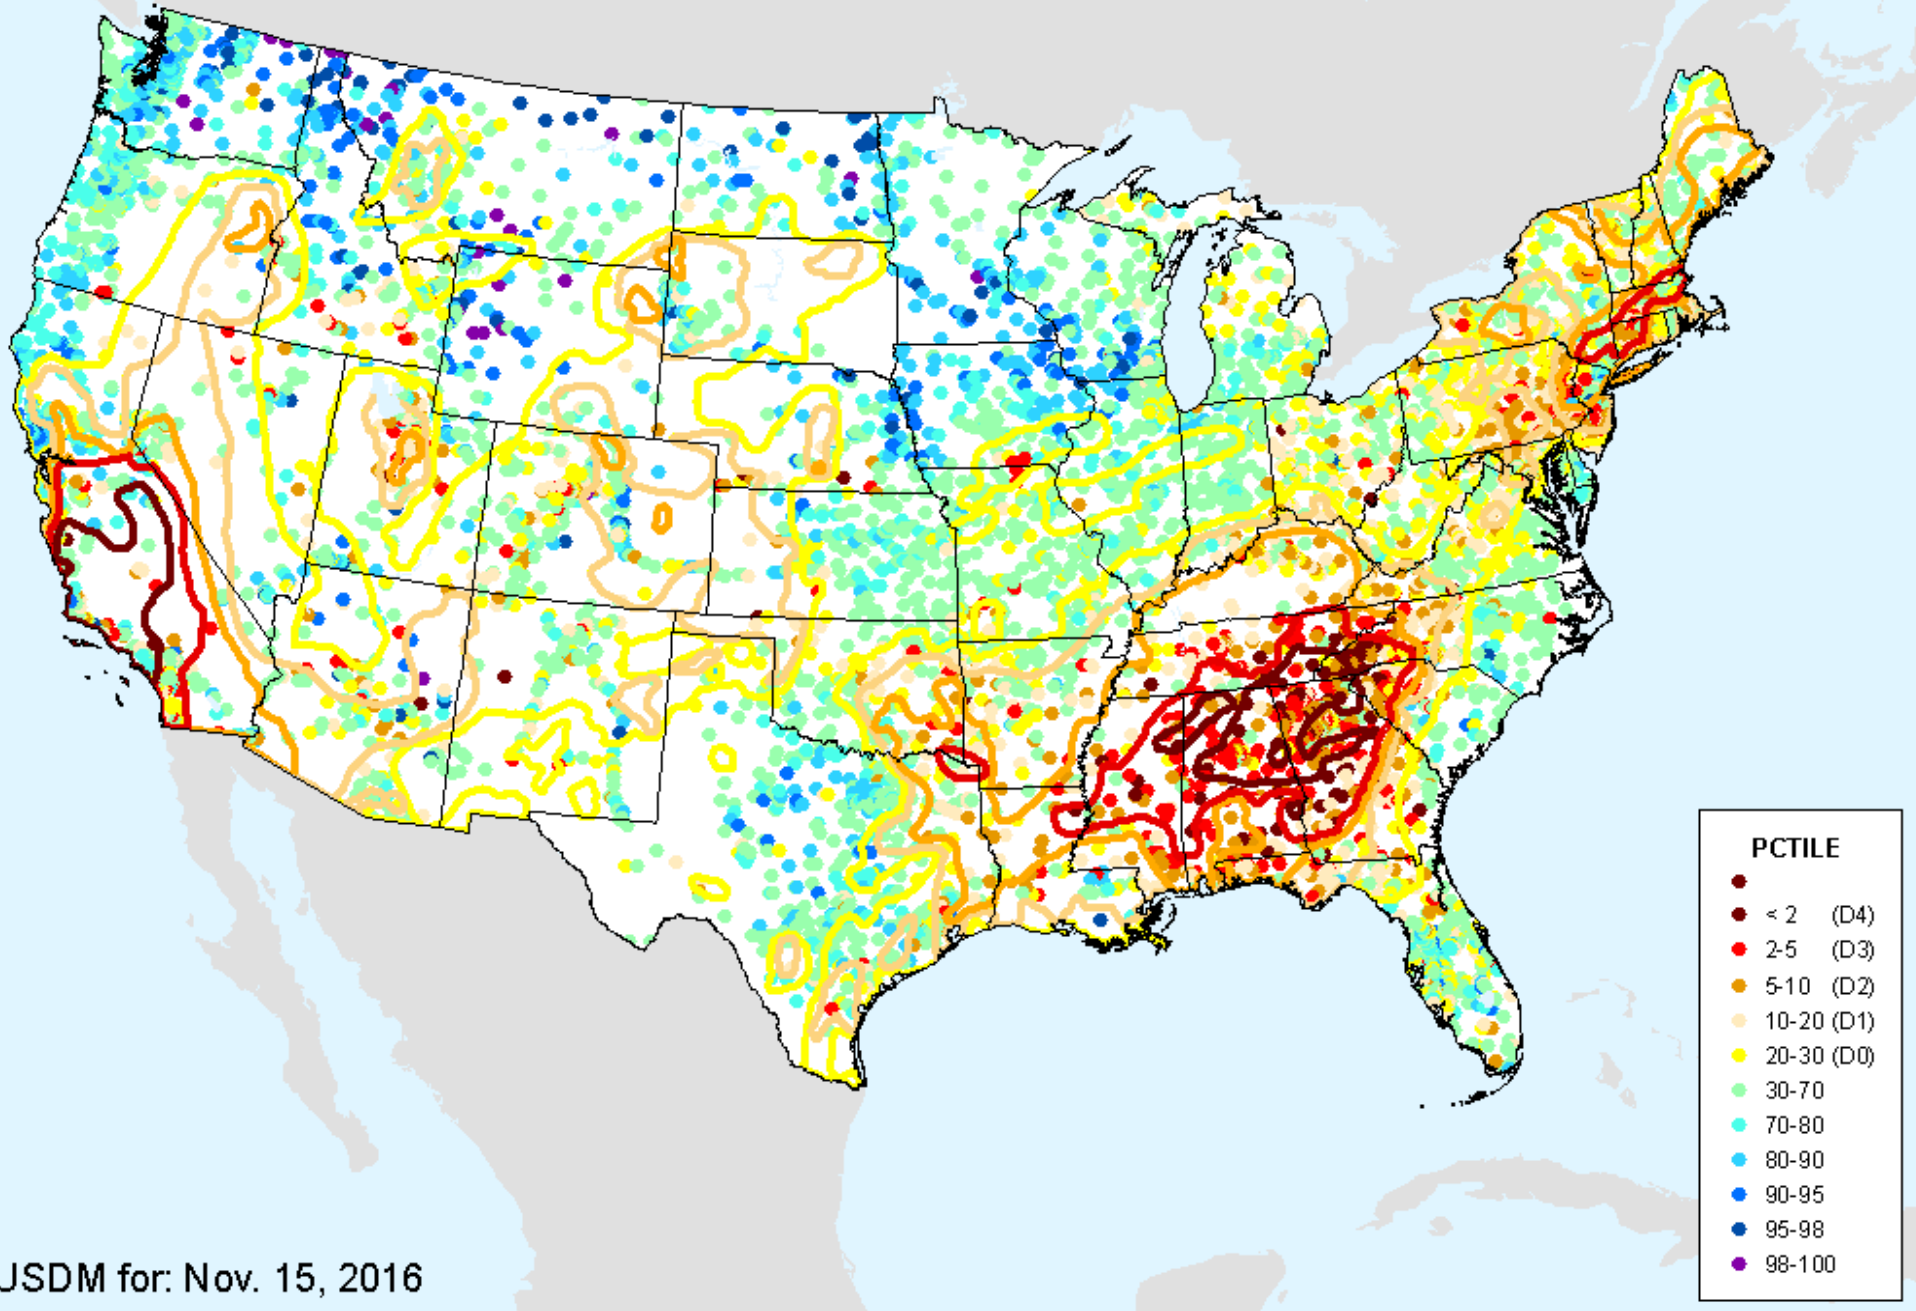 PCTILE
< 2 (D4)
2-5 (D3)
5-10 (D2)
10-20 (D1)
20-30 (D0)
30-70
70-80
80-90
90-95
95-98
98-100
USDM for: Nov. 15, 2016